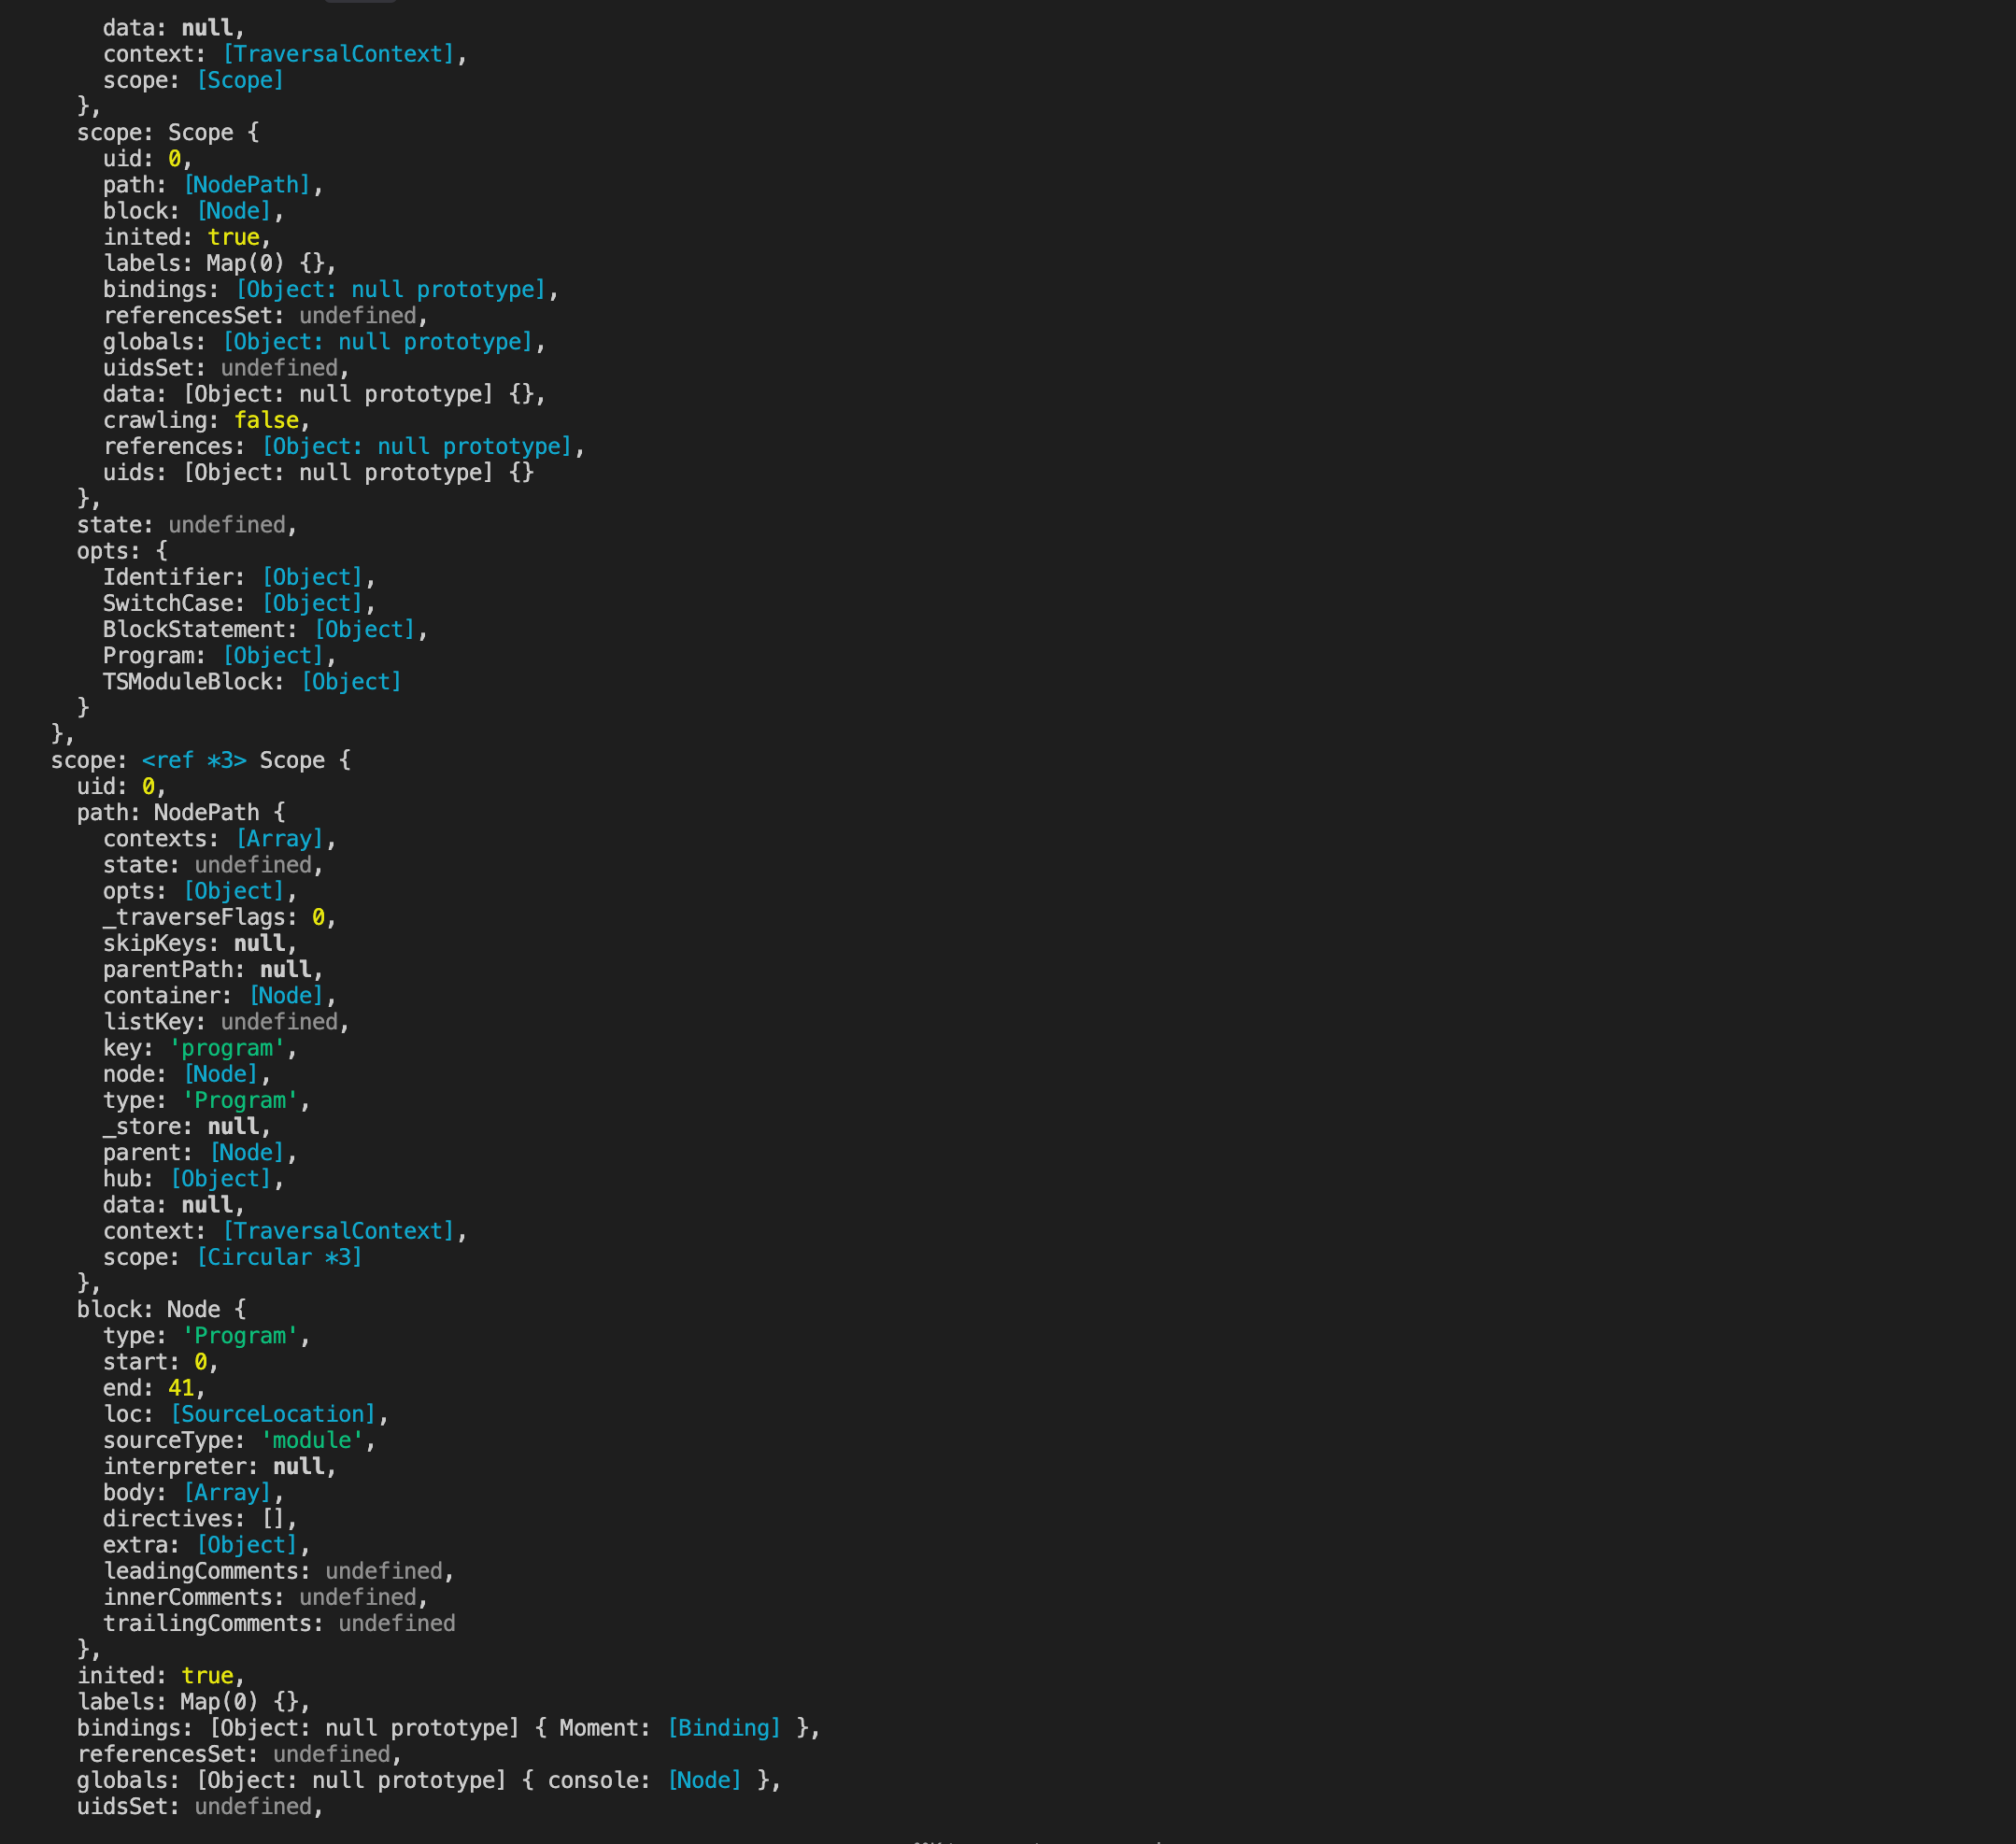 data: null,
context: [TraversalContext],
scope: [Scope]
},
scope: Scope {
uid: 0,
path: [NodePath],
block: [Node],
inited: true,
labels: Map(0) {},
bindings: [Object: null prototype],
referencesSet: undefined,
globals: [Object: null prototype],
uidsSet: undefined,
data: [Object: null prototype] {},
crawling: false,
references: [Object: null prototype],
uids: [Object: null prototype] {}
},
state: undefined,
opts: {
Identifier: [Object],
SwitchCase: [Object],
BlockStatement: [Object],
Program: [Object],
TSModuleBlock: [Object]
}
},
scope: <ref *3> Scope {
uid: 0,
path: NodePath {
contexts: [Array],
state: undefined,
opts: [Object],
_traverseFlags: 0,
skipKeys: null,
parentPath: null,
container: [Node],
listKey: undefined,
key: 'program',
node: [Node],
type: 'Program',
_store: null,
parent: [Node],
hub: [Object],
data: null,
context: [TraversalContext],
scope: [Circular *3]
},
block: Node {
type: 'Program',
start: 0,
end: 41,
loc: [SourceLocation],
sourceType: 'module',
interpreter: null,
body: [Array],
directives: [],
extra: [Object],
leadingComments: undefined,
innerComments: undefined,
trailingComments: undefined
},
inited: true,
labels: Map(0) {},
bindings: [Object: null prototype] { Moment: [Binding] },
referencesSet: undefined,
globals: [Object: null prototype] { console: [Node] },
uidsSet: undefined,